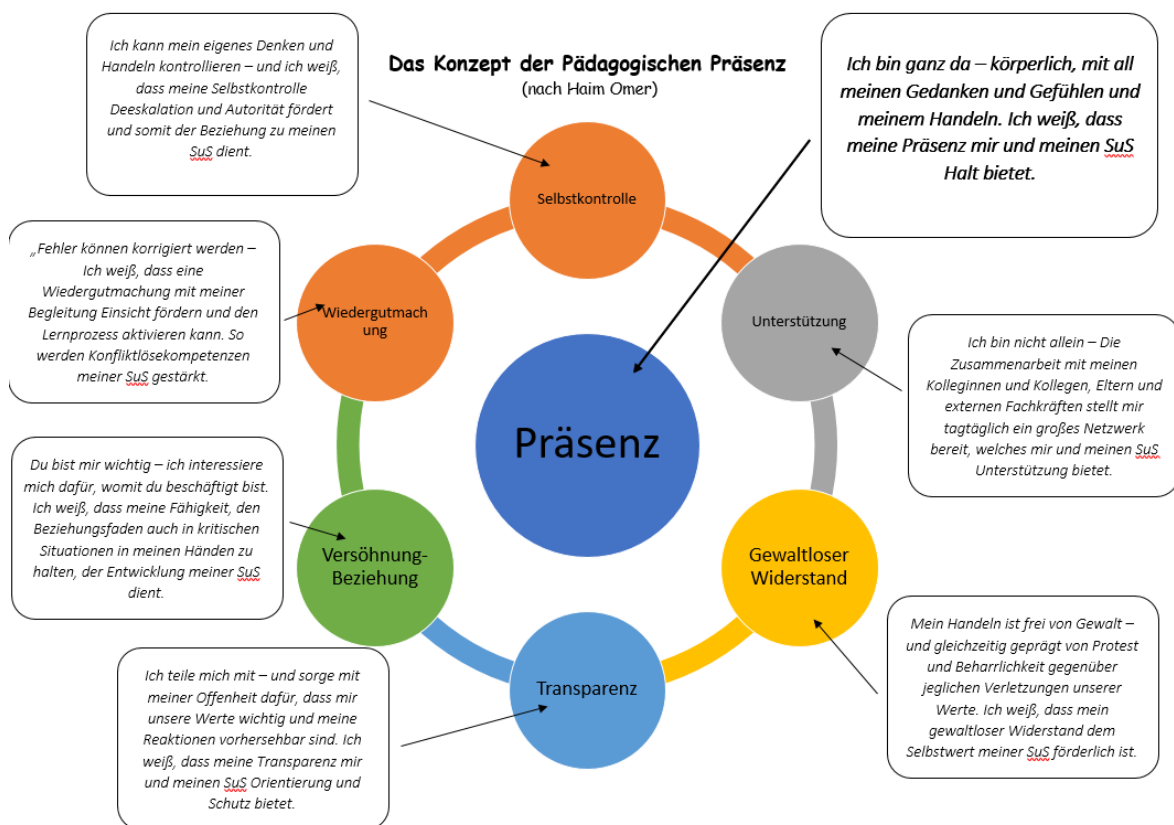 Das Konzept der Pädagogischen Präsenz
(nach Haim Omer)
Ich kann mein eigenes Denken und
Handeln kontrollieren – und ich weiß,
dass meine Selbstkontrolle
Deeskalation und Autorität fördert
und somit der Beziehung zu meinen
SuS dient.
Ich bin ganz da – körperlich, mit all
meinen Gedanken und Gefühlen und
meinem Handeln. Ich weiß, dass
meine Präsenz mir und meinen SuS
Halt bietet.
Selbstkontrolle
„Fehler können korrigiert werden –
Ich weiß, dass eine
Wiedergutmachung mit meiner
Begleitung Einsicht fördern und den
Lernprozess aktivieren kann. So
werden Konfliktlösekompetenzen
meiner SuS gestärkt.
Wiedergutmach
ung
Unterstützung
Ich bin nicht allein – Die
Zusammenarbeit mit meinen
Kolleginnen und Kollegen, Eltern und
externen Fachkräften stellt mir
tagtäglich ein großes Netzwerk
bereit, welches mir und meinen SuS
Unterstützung bietet.
Präsenz
Du bist mir wichtig – ich interessiere
mich dafür, womit du beschäftigt bist.
Ich weiß, dass meine Fähigkeit, den
Beziehungsfaden auch in kritischen
Situationen in meinen Händen zu
halten, der Entwicklung meiner SuS
dient.
Versöhnung-
Beziehung
Gewaltloser
Widerstand
Mein Handeln ist frei von Gewalt –
und gleichzeitig geprägt von Protest
und Beharrlichkeit gegenüber
jeglichen Verletzungen unserer
Werte. Ich weiß, dass mein
gewaltloser Widerstand dem
Selbstwert meiner SuS förderlich ist.
Ich teile mich mit – und sorge mit
meiner Offenheit dafür, dass mir
unsere Werte wichtig und meine
Reaktionen vorhersehbar sind. Ich
weiß, dass meine Transparenz mir
und meinen SuS Orientierung und
Schutz bietet.
Transparenz